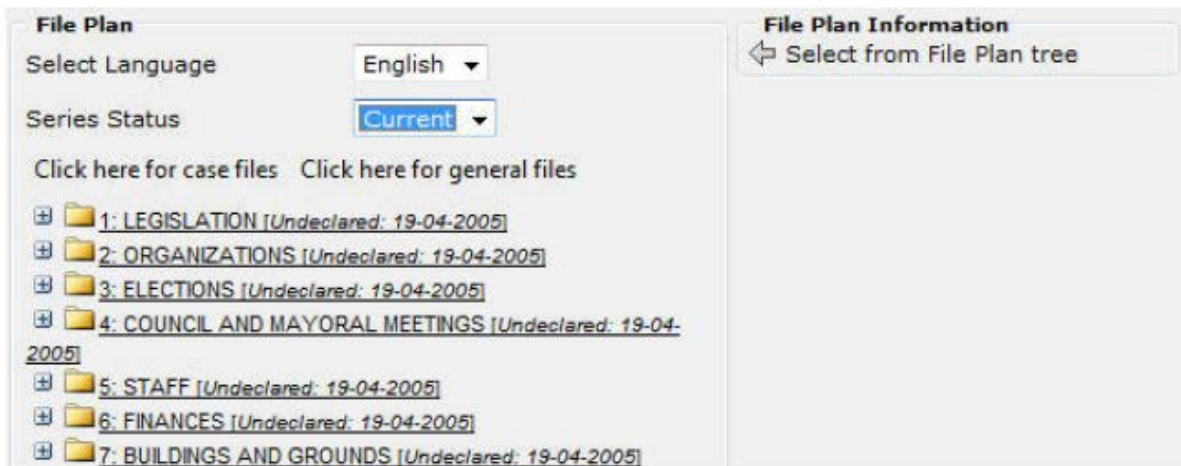 File Plan
Select Language English
Series Status Current
Click here for case files Click here for general files
1: LEGISLATION [Undeclared: 19-04-2005]
2: ORGANIZATIONS [Undeclared: 19-04-2005]
3: ELECTIONS [Undeclared: 19-04-2005]
4: COUNCIL AND MAYORAL MEETINGS [Undeclared: 19-04-
2005]
5: STAFF [Undeclared: 19-04-2005]
6: FINANCES [Undeclared: 19-04-2005]
7: BUILDINGS AND GROUNDS [Undeclared: 19-04-2005]
File Plan Information
Select from File Plan tree